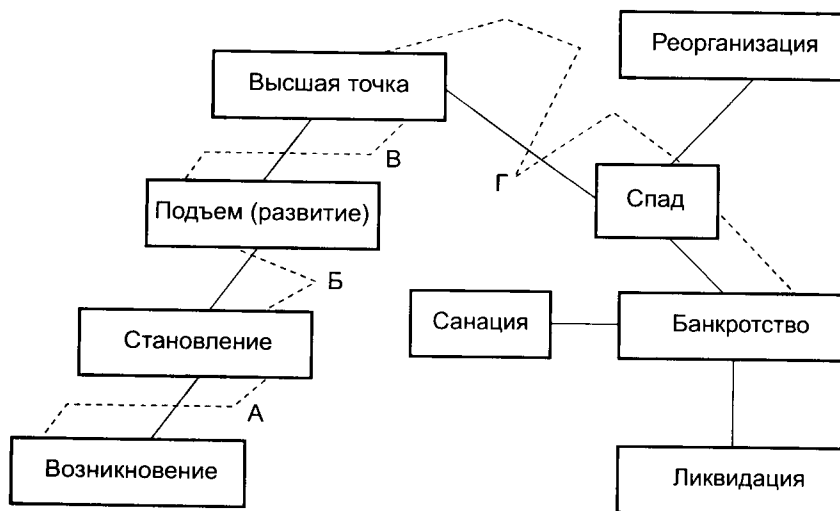 Реорганизация
Высшая точка
В
Г
Подъем (развитие)
Спад
Б
Становление
Санация
Банкротство
А
Возникновение
Ликвидация